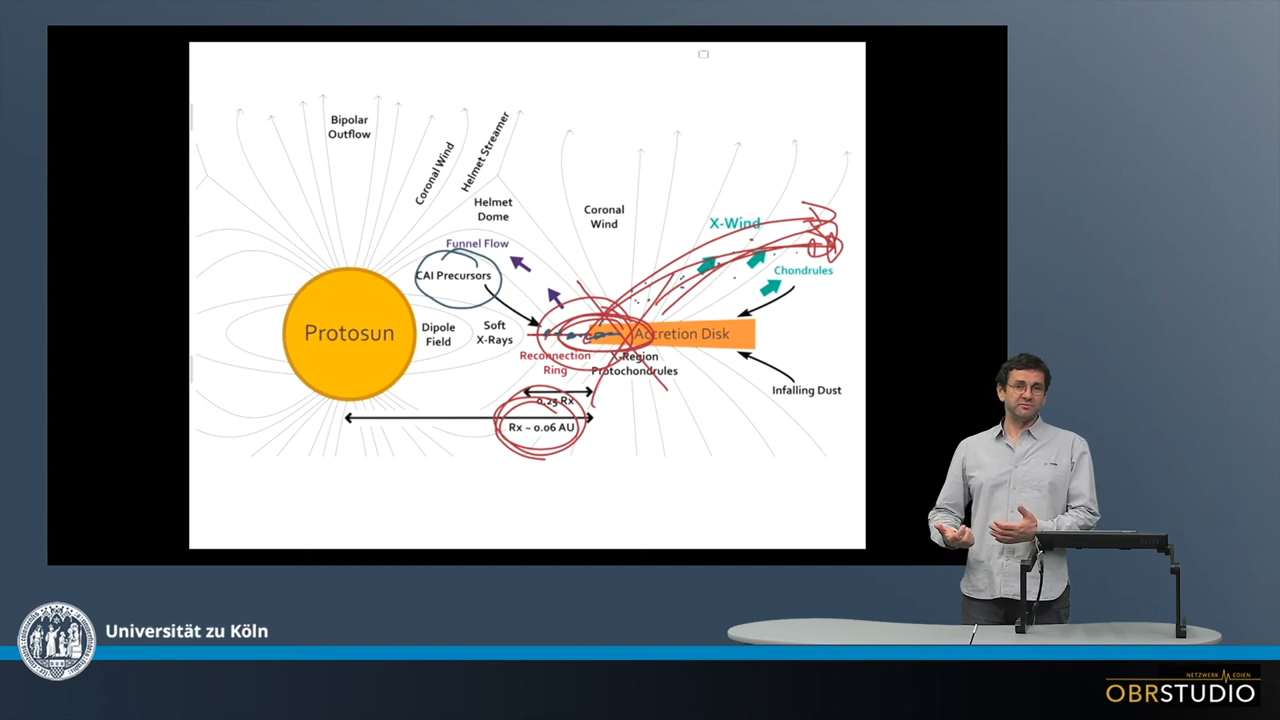 Bipolar
Outflow
Coronal Wind
Helmet Streamer
Helmet
Dome
Coronal
Wind
X-Wind
Funnel Flow
CAI Precursors
Chondrules
Protosun
Dipole
Field
Soft
X-Rays
Accretion Disk
Reconnection
Ring
X-Region
Protochondrules
Infalling Dust
0.25 Rx
Rx ~ 0.06 AU
Universität zu Köln
NETZWERK MEDIEN
OBRSTUDIO